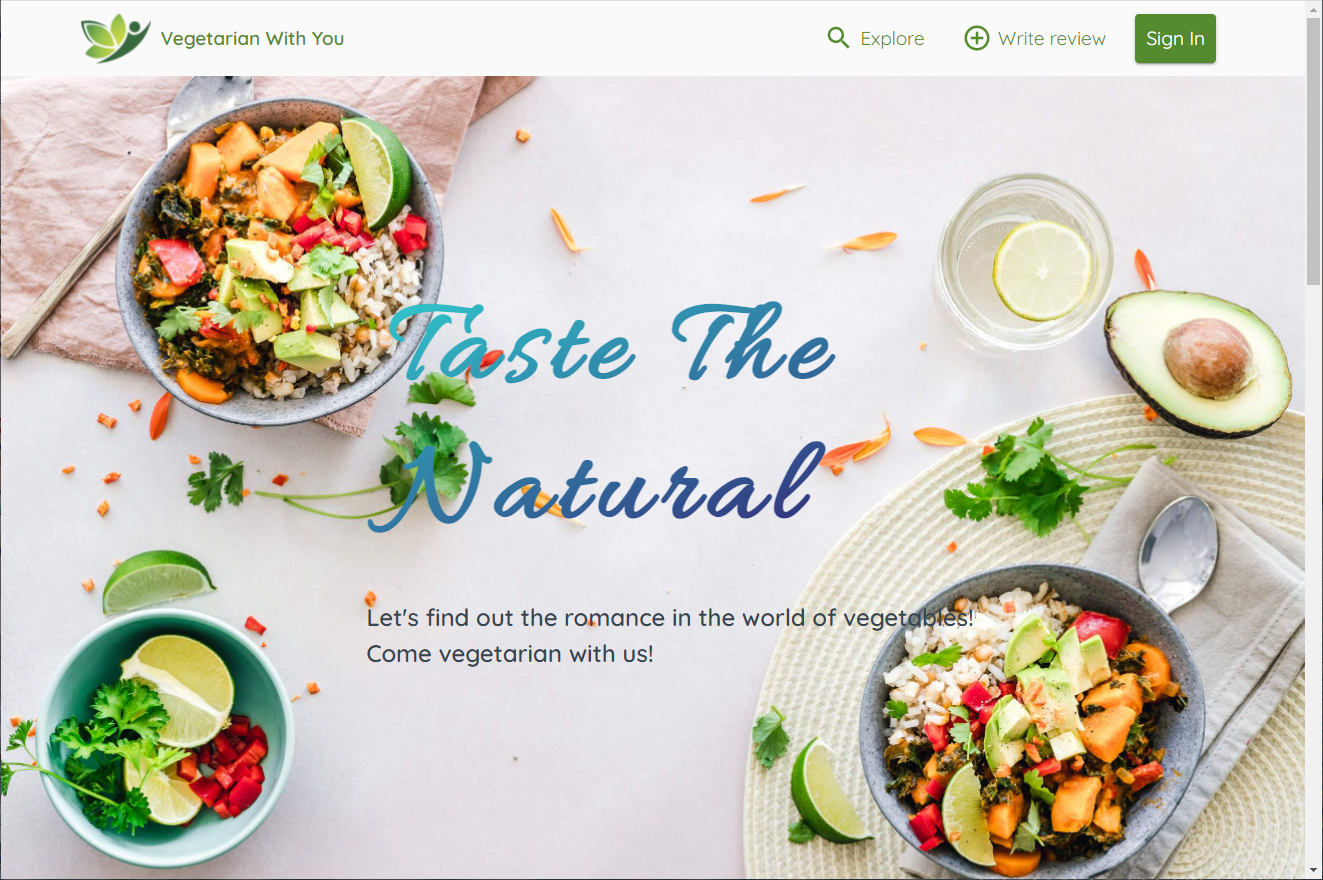 Vegetarian With You
Explore
Write review
Sign In
Taste The
Natural
Let's find out the romance in the world of vegetables!
Come vegetarian with us!